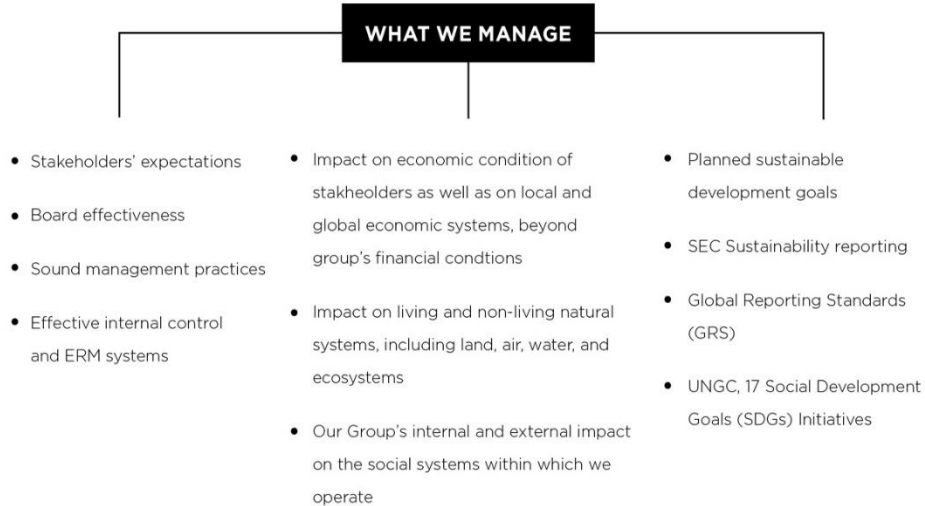 WHAT WE MANAGE
• Stakeholders' expectations
• Board effectiveness
• Sound management practices
• Effective internal control
and ERM systems
• Impact on economic condition of
stakheolders as well as on local and
global economic systems, beyond
group's financial condtions
• Impact on living and non-living natural
systems, including land, air, water, and
ecosystems
• Our Group's internal and external impact
on the social systems within which we
operate
• Planned sustainable
development goals
• SEC Sustainability reporting
• Global Reporting Standards
(GRS)
• UNGC, 17 Social Development
Goals (SDGs) Initiatives